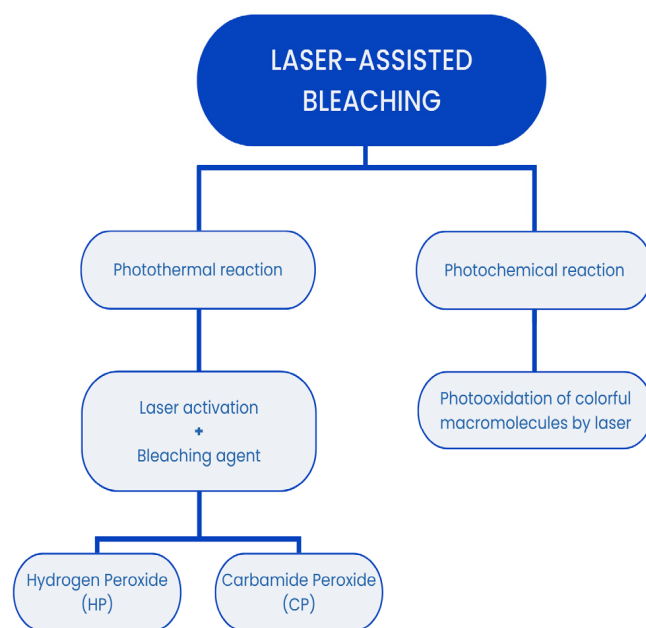 LASER-ASSISTED
BLEACHING
Photothermal reaction
Photochemical reaction
Laser activation
+
Bleaching agent
Photooxidation of colorful
macromolecules by laser
Hydrogen Peroxide
(HP)
Carbamide Peroxide
(CP)